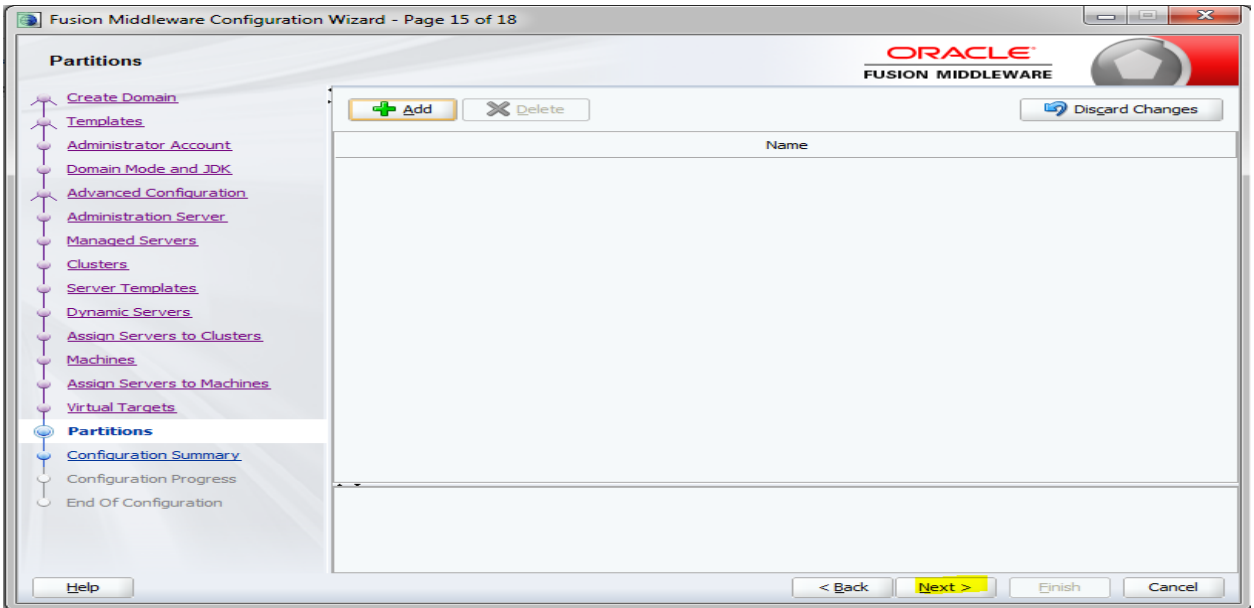 Fusion Middleware Configuration Wizard - Page 15 of 18
Partitions
ORACLE
FUSION MIDDLEWARE
Create Domain
Templates
Administrator Account
Domain Mode and JDK
Advanced Configuration
Administration Server
Managed Servers
Clusters
Server Templates
Dynamic Servers
Assign Servers to Clusters
Machines
Assign Servers to Machines
Virtual Targets
Partitions
Configuration Summary
Configuration Progress
End Of Configuration
Add Delete Discard Changes
Name
Help < Back Next > Finish Cancel